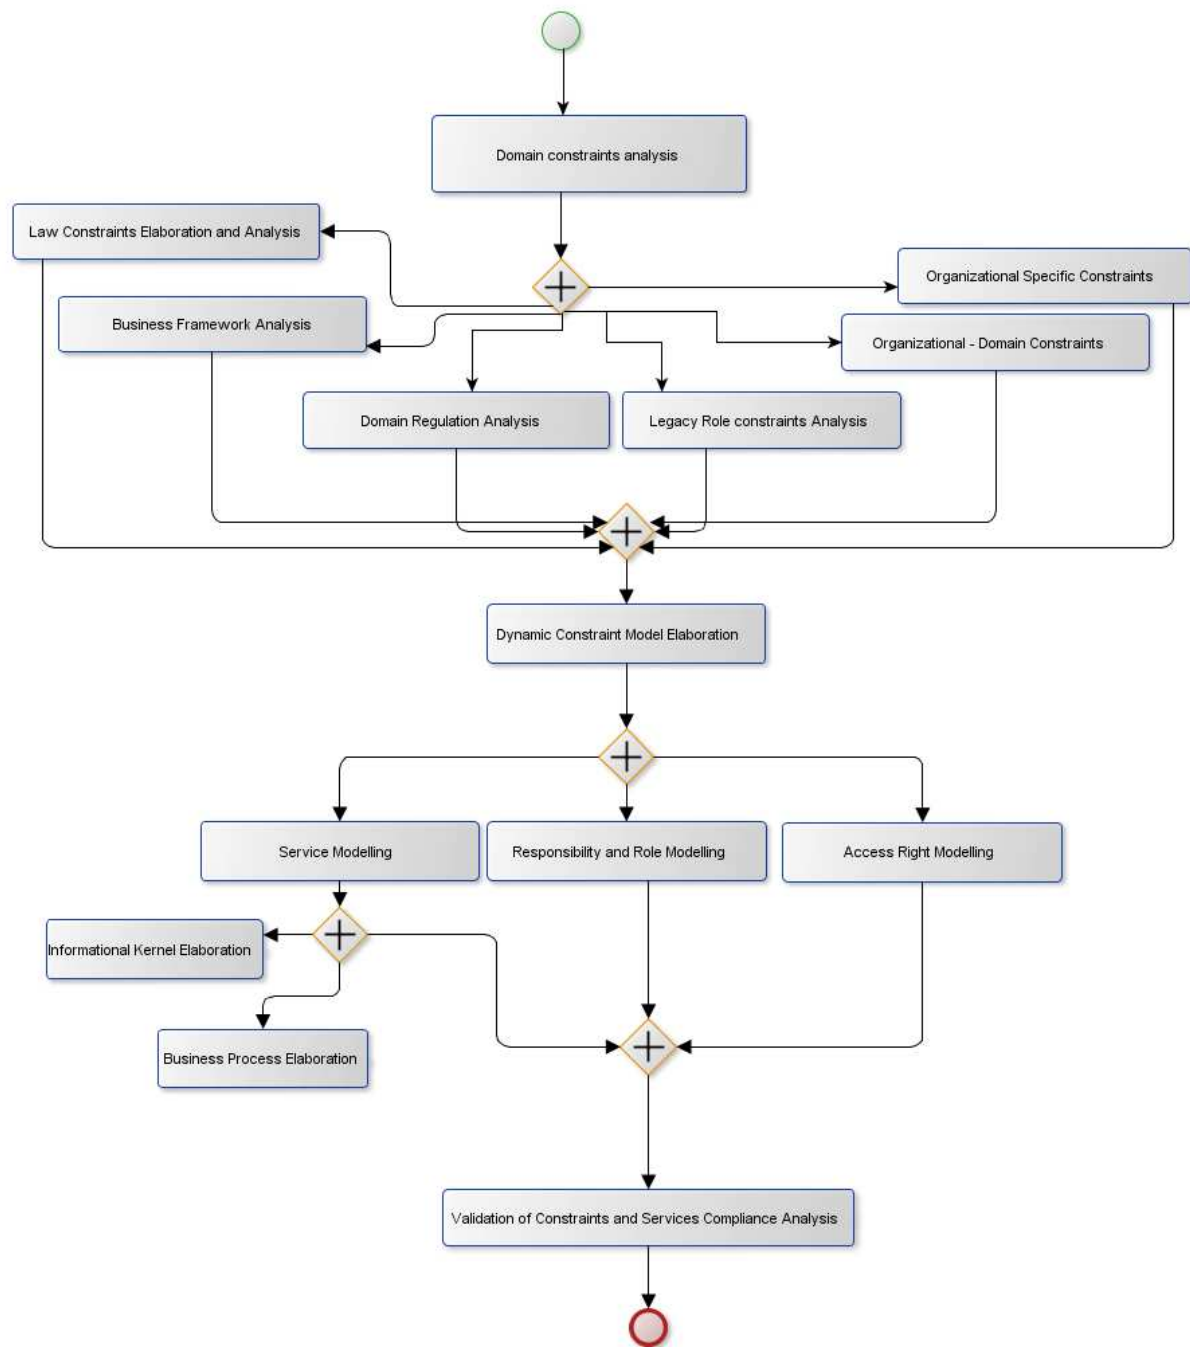 Domain constraints analysis
Law Constraints Elaboration and Analysis
Organizational Specific Constraints
Business Framework Analysis
Organizational - Domain Constraints
Domain Regulation Analysis
Legacy Role constraints Analysis
Dynamic Constraint Model Elaboration
Service Modelling
Responsibility and Role Modelling
Access Right Modelling
Informational Kernel Elaboration
Business Process Elaboration
Validation of Constraints and Services Compliance Analysis